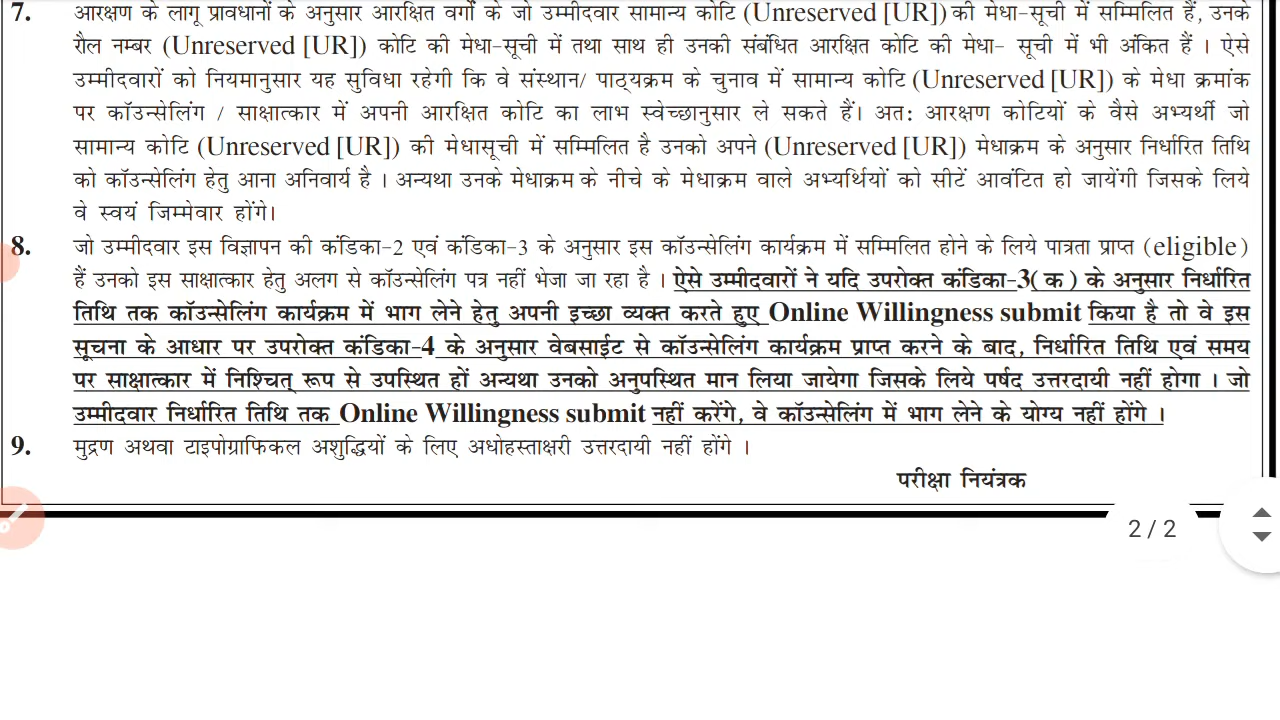 7. आरक्षण के लागू प्रावधानों के अनुसार आरक्षित वर्गों के जो उम्मीदवार सामान्य कोटि (Unreserved [UR]) की मेधा-सूची में सम्मिलित हैं, उनके
रौल नम्बर (Unreserved [UR]) कोटि की मेधा-सूची में तथा साथ ही उनकी संबंधित आरक्षित कोटि की मेधा- सूची में भी अंकित हैं । ऐसे
उम्मीदवारों को नियमानुसार यह सुविधा रहेगी कि वे संस्थान/ पाठ्यक्रम के चुनाव में सामान्य कोटि (Unreserved [UR]) के मेधा क्रमांक
पर कॉउन्सेलिंग / साक्षात्कार में अपनी आरक्षित कोटि का लाभ स्वेच्छानुसार ले सकते हैं। अतः आरक्षण कोटियों के वैसे अभ्यर्थी जो
सामान्य कोटि (Unreserved [UR]) की मेधासूची में सम्मिलित है उनको अपने (Unreserved [UR]) मेधाक्रम के अनुसार निर्धारित तिथि
को कॉउन्सेलिंग हेतु आना अनिवार्य है । अन्यथा उनके मेधाक्रम के नीचे के मेधाक्रम वाले अभ्यर्थियों को सीटें आवंटित हो जायेंगी जिसके लिये
वे स्वयं जिम्मेवार होंगे।
8. जो उम्मीदवार इस विज्ञापन की कंडिका-2 एवं कंडिका-3 के अनुसार इस कॉउन्सेलिंग कार्यक्रम में सम्मिलित होने के लिये पात्रता प्राप्त (eligible)
हैं उनको इस साक्षात्कार हेतु अलग से कॉउन्सेलिंग पत्र नहीं भेजा जा रहा है । ऐसे उम्मीदवारों ने यदि उपरोक्त कंडिका-3( क ) के अनुसार निर्धारित
तिथि तक कॉउन्सेलिंग कार्यक्रम में भाग लेने हेतु अपनी इच्छा व्यक्त करते हुए Online Willingness submit किया है तो वे इस
सूचना के आधार पर उपरोक्त कंडिका-4 के अनुसार वेबसाईट से कॉउन्सेलिंग कार्यक्रम प्राप्त करने के बाद, निर्धारित तिथि एवं समय
पर साक्षात्कार में निश्चित् रूप से उपस्थित हों अन्यथा उनको अनुपस्थित मान लिया जायेगा जिसके लिये पर्षद उत्तरदायी नहीं होगा । जो
उम्मीदवार निर्धारित तिथि तक Online Willingness submit नहीं करेंगे, वे कॉउन्सेलिंग में भाग लेने के योग्य नहीं होंगे ।
9. मुद्रण अथवा टाइपोग्राफिकल अशुद्धियों के लिए अधोहस्ताक्षरी उत्तरदायी नहीं होंगे ।
परीक्षा नियंत्रक
2 / 2